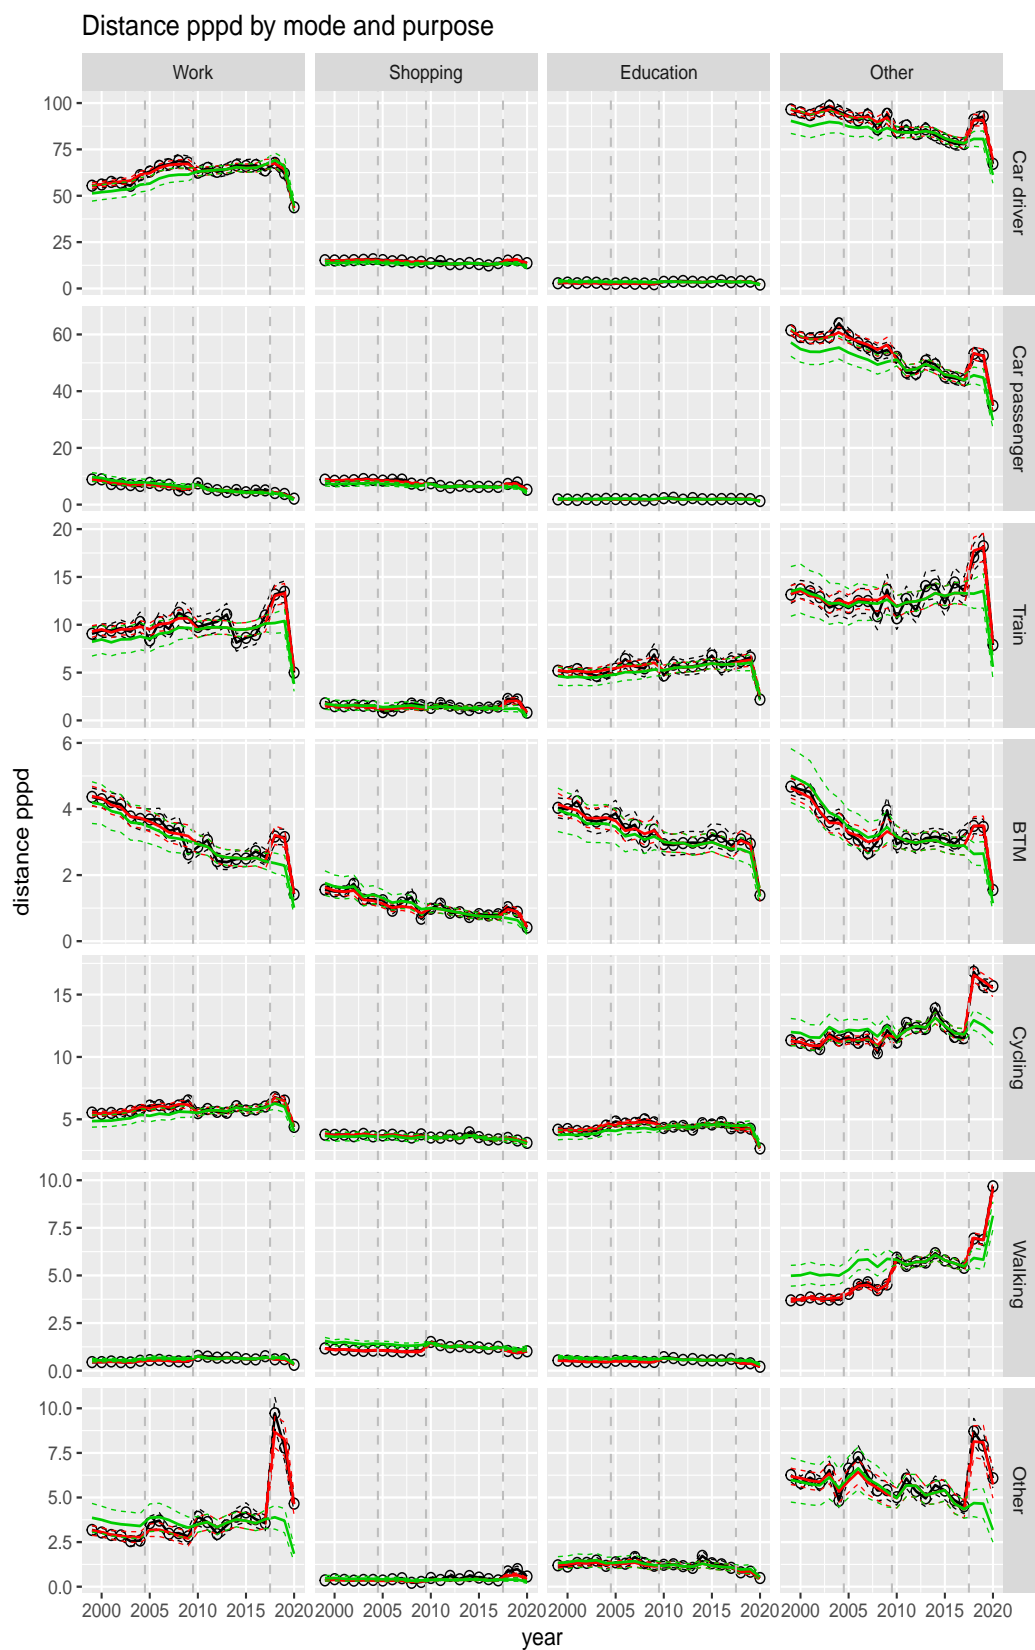 Distance pppd by mode and purpose
Work Shopping Education Other
100
75
50
25
0
Car driver
60
40
20
0
Car passenger
20
15
10
5
0
Train
6
4
2
0
BTM
15
10
5
Cycling
10.0
7.5
5.0
2.5
0.0
Walking
10.0
7.5
5.0
2.5
0.0
Other
distance pppd
2000 2005 2010 2015 2020 2000 2005 2010 2015 2020 2000 2005 2010 2015 2020 2000 2005 2010 2015 2020
year